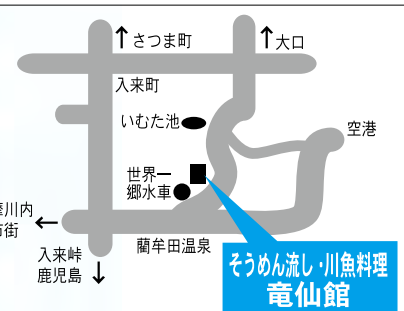 さつま町
大口
入来町
いむた池
空港
世界一
郷水車
川内
街
藺牟田温泉
入来峠
鹿児島
そうめん流し・川魚料理
竜仙館